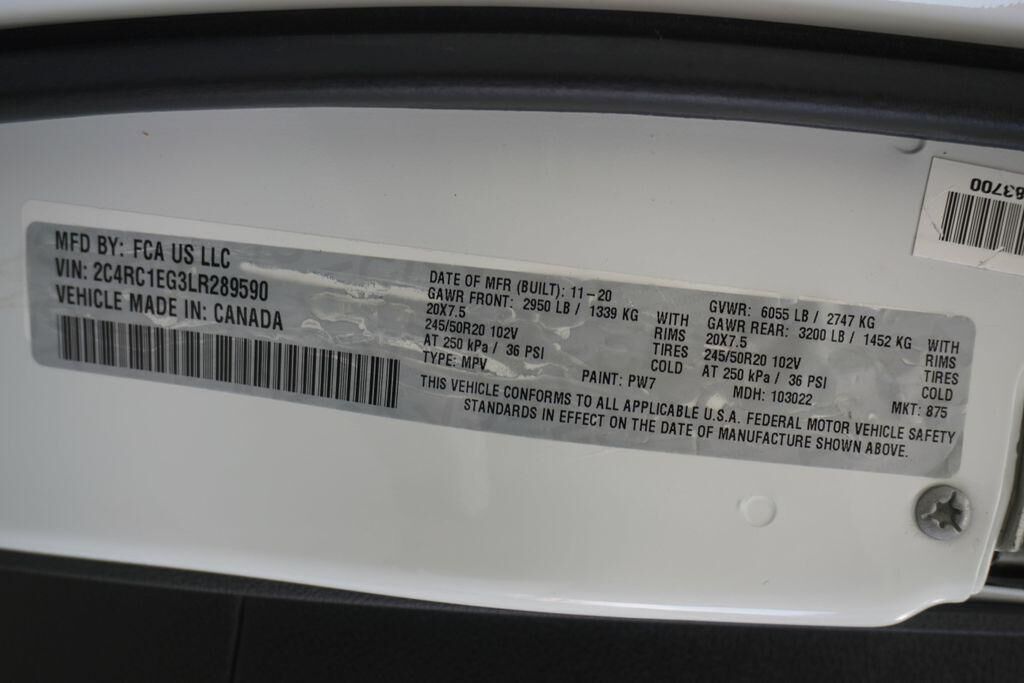 MFD BY: FCA US LLC
VIN: 2C4RC1EG3LR289590
VEHICLE MADE IN: CANADA
DATE OF MFR (BUILT): 11-20
GAWR FRONT: 2950 LB / 1339 KG WITH
20X7.5 RIMS
245/50R20 102V TIRES
AT 250 kPa / 36 PSI COLD
TYPE: MPV
PAINT: PW7
GVWR: 6055 LB / 2747 KG
GAWR REAR: 3200 LB / 1452 KG WITH
20X7.5 RIMS
245/50R20 102V TIRES
AT 250 kPa / 36 PSI COLD
MDH: 103022 MKT: 875
THIS VEHICLE CONFORMS TO ALL APPLICABLE U.S.A. FEDERAL MOTOR VEHICLE SAFETY
STANDARDS IN EFFECT ON THE DATE OF MANUFACTURE SHOWN ABOVE.